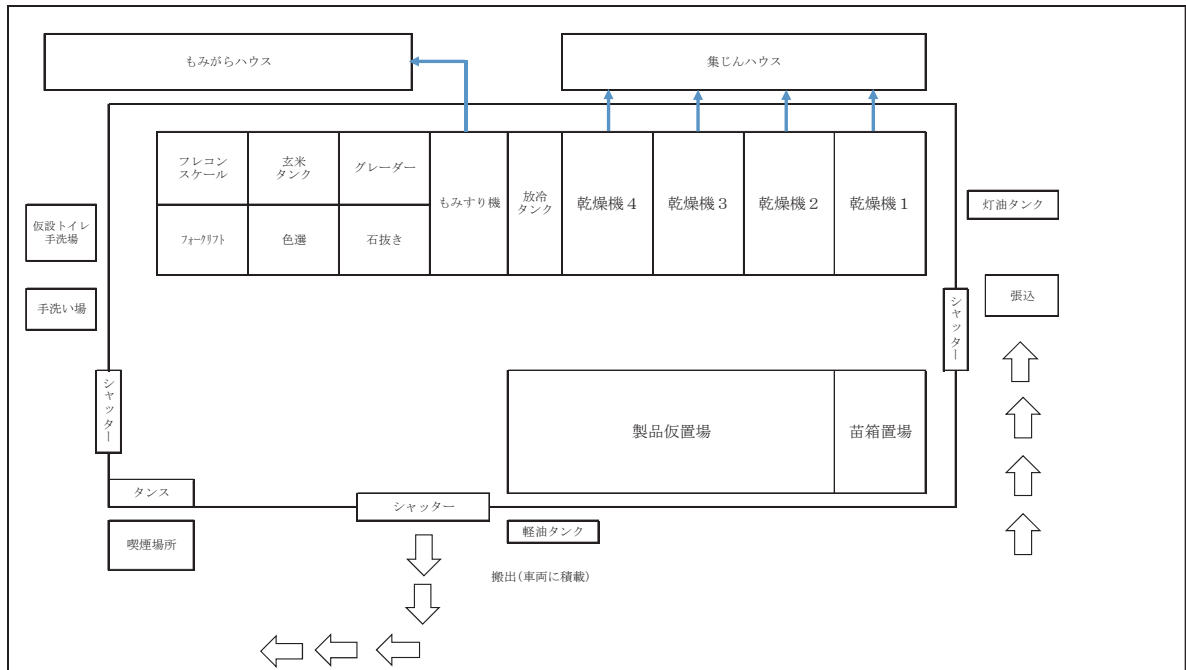 もみがらハウス
集じんハウス
フレコン
スケール
玄米
タンク
グレーダー
もみすり機
放冷
タンク
乾燥機４
乾燥機３
乾燥機２
乾燥機１
フォークリフト
色選
石抜き
仮設トイレ
手洗場
手洗い場
灯油タンク
張込
シャッター
シャッター
製品仮置場
苗箱置場
タンス
シャッター
喫煙場所
軽油タンク
搬出(車両に積載)